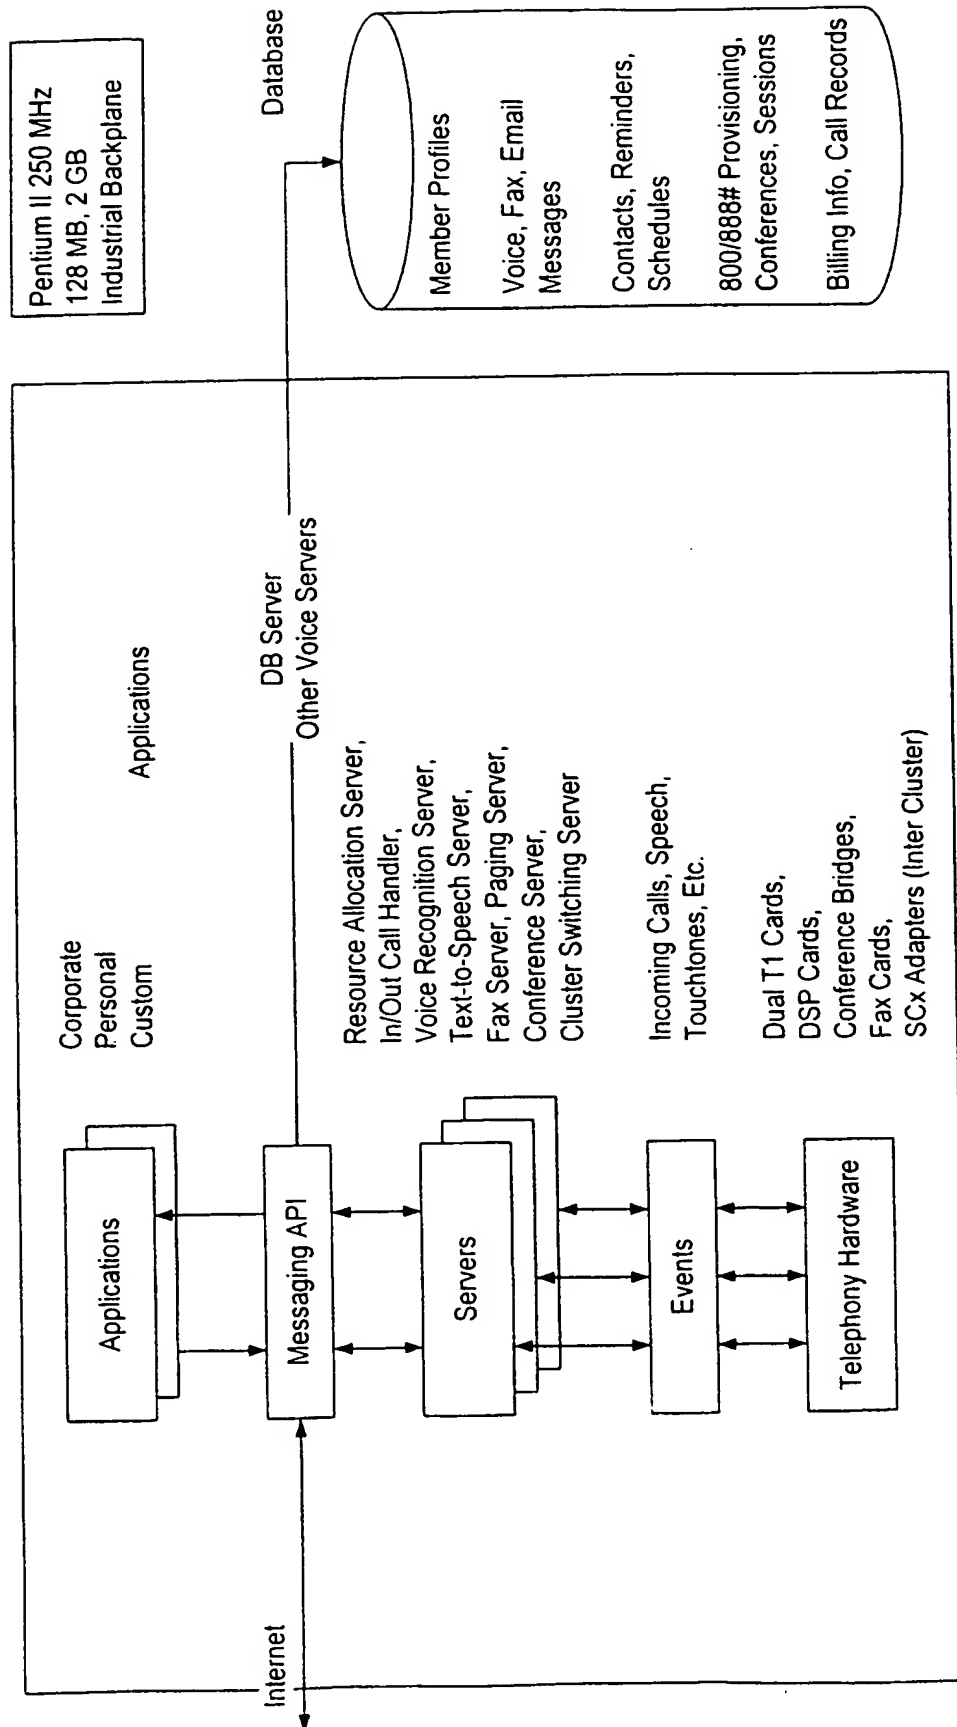 Pentium II 250 MHz
128 MB, 2 GB
Industrial Backplane
Database
Member Profiles
Voice, Fax, Email
Messages
Contacts, Reminders,
Schedules
800/888# Provisioning,
Conferences, Sessions
Billing Info, Call Records
Corporate
Personal
Custom
Applications
Applications
Internet
Messaging API
DB Server
Other Voice Servers
Servers
Resource Allocation Server,
In/Out Call Handler,
Voice Recognition Server,
Text-to-Speech Server,
Fax Server, Paging Server,
Conference Server,
Cluster Switching Server
Events
Incoming Calls, Speech,
Touchtones, Etc.
Telephony Hardware
Dual T1 Cards,
DSP Cards,
Conference Bridges,
Fax Cards,
SCx Adapters (Inter Cluster)